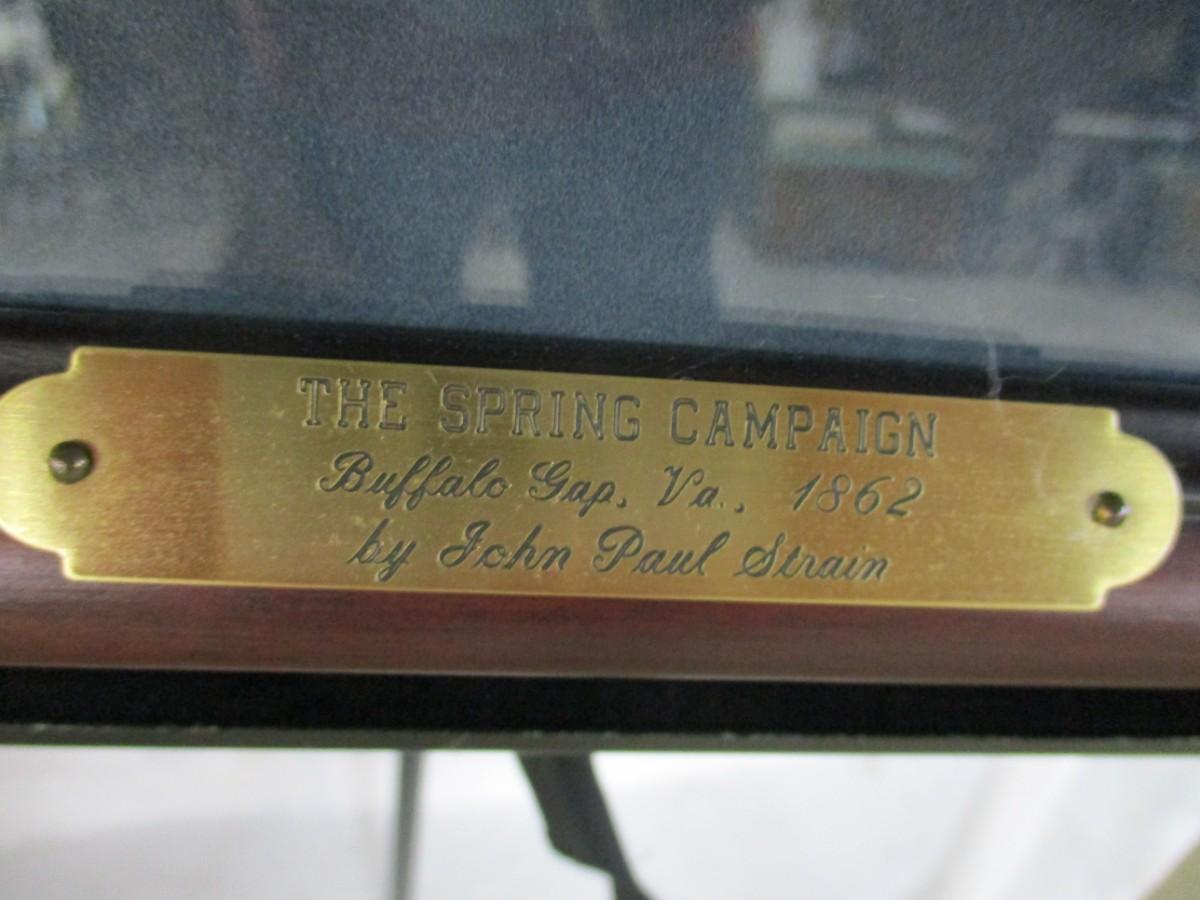 THE SPRING CAMPAIGN
Buffalo Gap, Va., 1862
by John Paul Strain